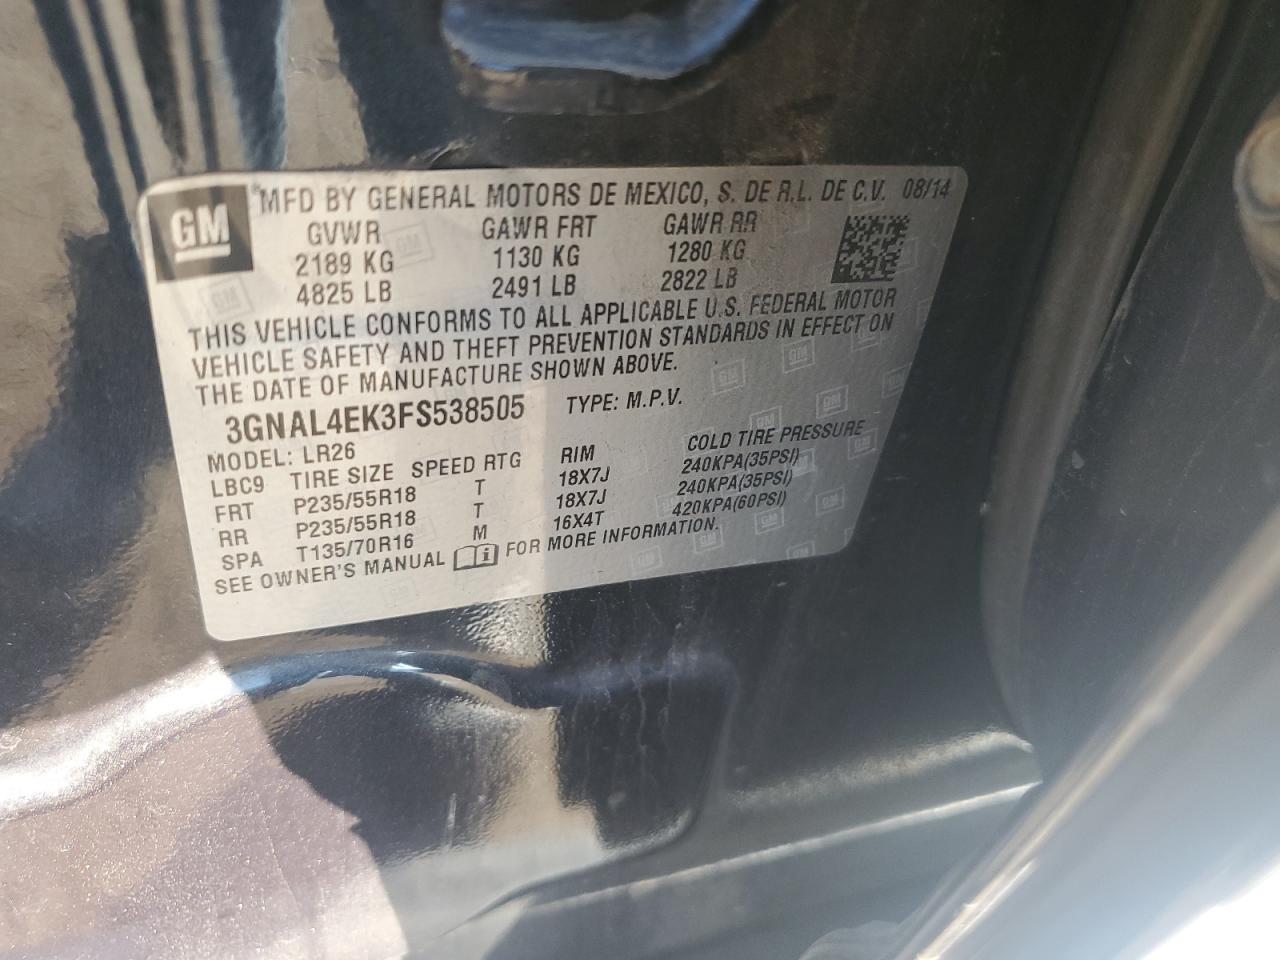 GM
®MFD BY GENERAL MOTORS DE MEXICO, S. DE R.L. DE C.V. 08/14
GVWR GAWR FRT GAWR RR
2189 KG 1130 KG 1280 KG
4825 LB 2491 LB 2822 LB
THIS VEHICLE CONFORMS TO ALL APPLICABLE U.S. FEDERAL MOTOR
VEHICLE SAFETY AND THEFT PREVENTION STANDARDS IN EFFECT ON
THE DATE OF MANUFACTURE SHOWN ABOVE.
3GNAL4EK3FS538505 TYPE: M.P.V.
MODEL: LR26
LBC9 TIRE SIZE SPEED RTG RIM COLD TIRE PRESSURE
FRT P235/55R18 T 18X7J 240KPA(35PSI)
RR P235/55R18 T 18X7J 240KPA(35PSI)
SPA T135/70R16 M 16X4T 420KPA(60PSI)
SEE OWNER'S MANUAL FOR MORE INFORMATION.